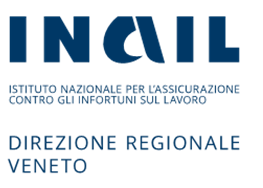 INAIL
ISTITUTO NAZIONALE PER L'ASSICURAZIONE
CONTRO GLI INFORTUNI SUL LAVORO
DIREZIONE REGIONALE
VENETO